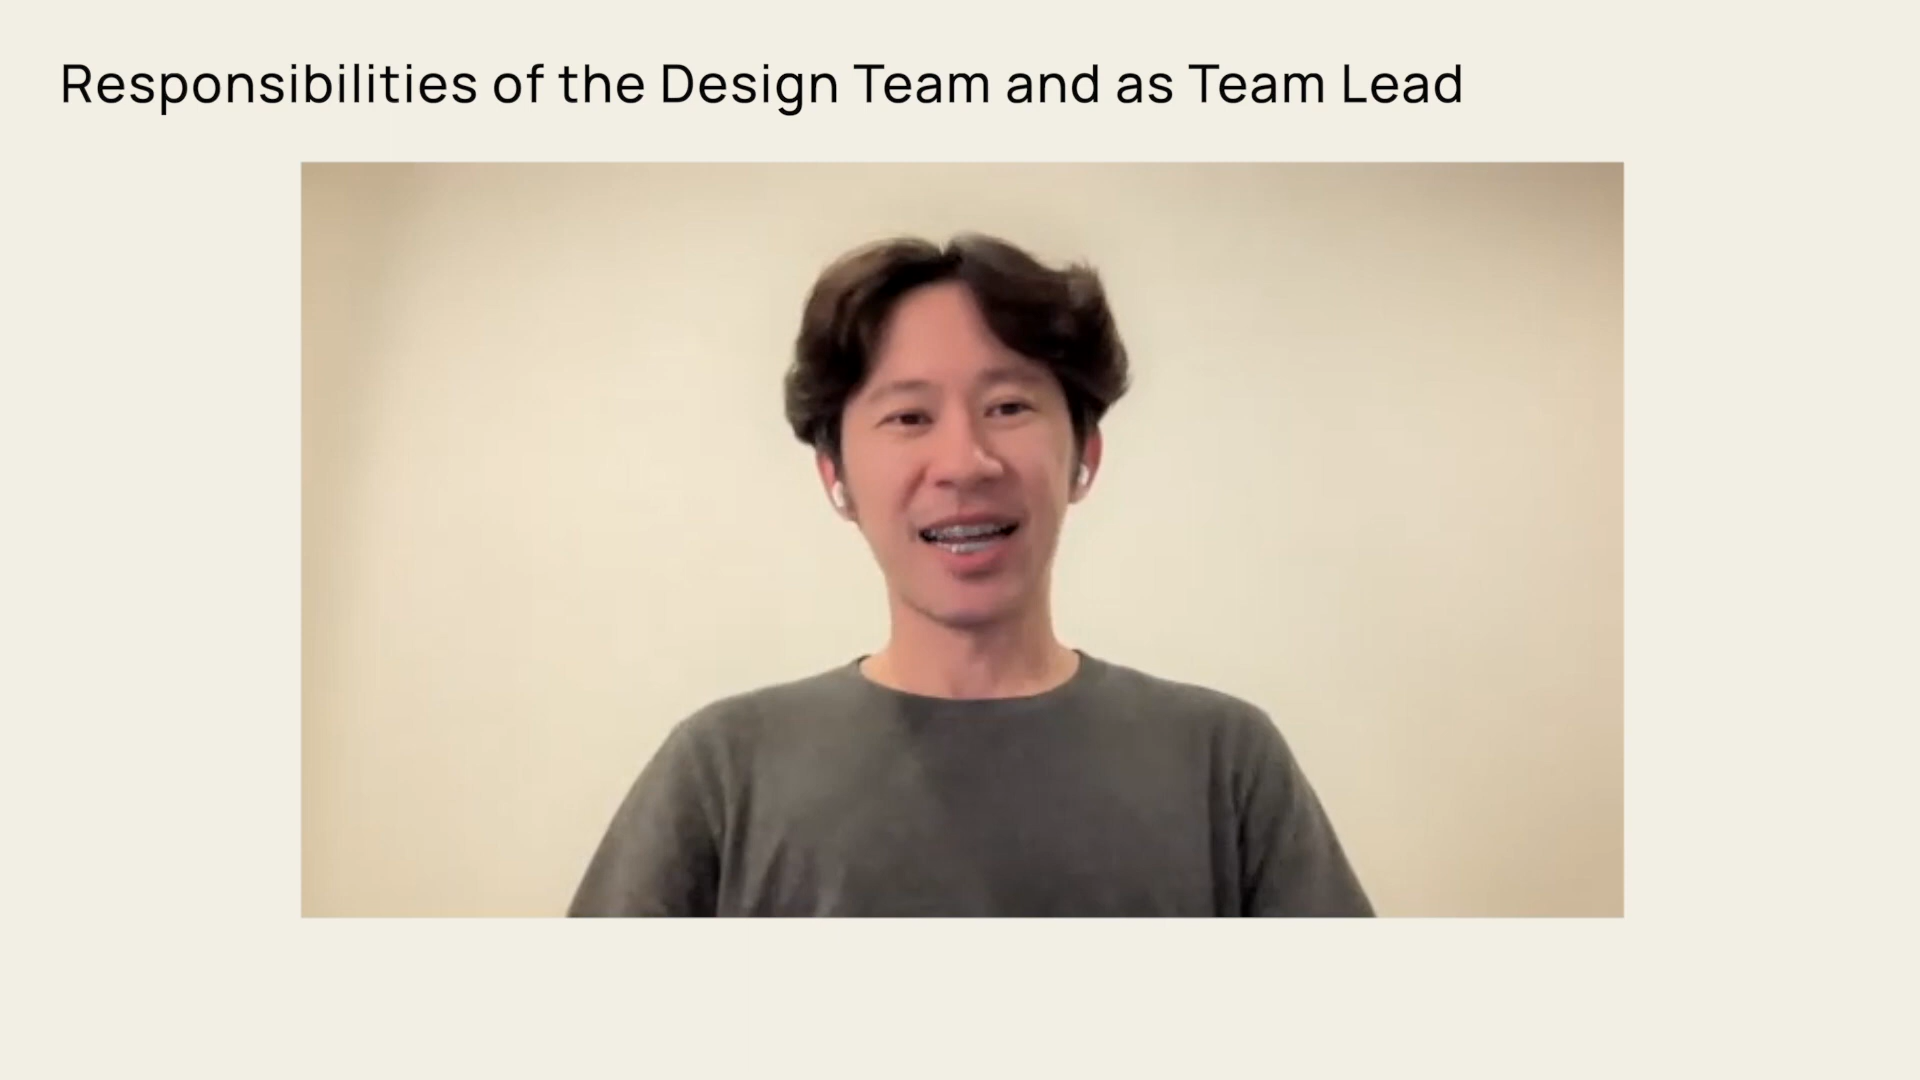 Responsibilities of the Design Team and as Team Lead